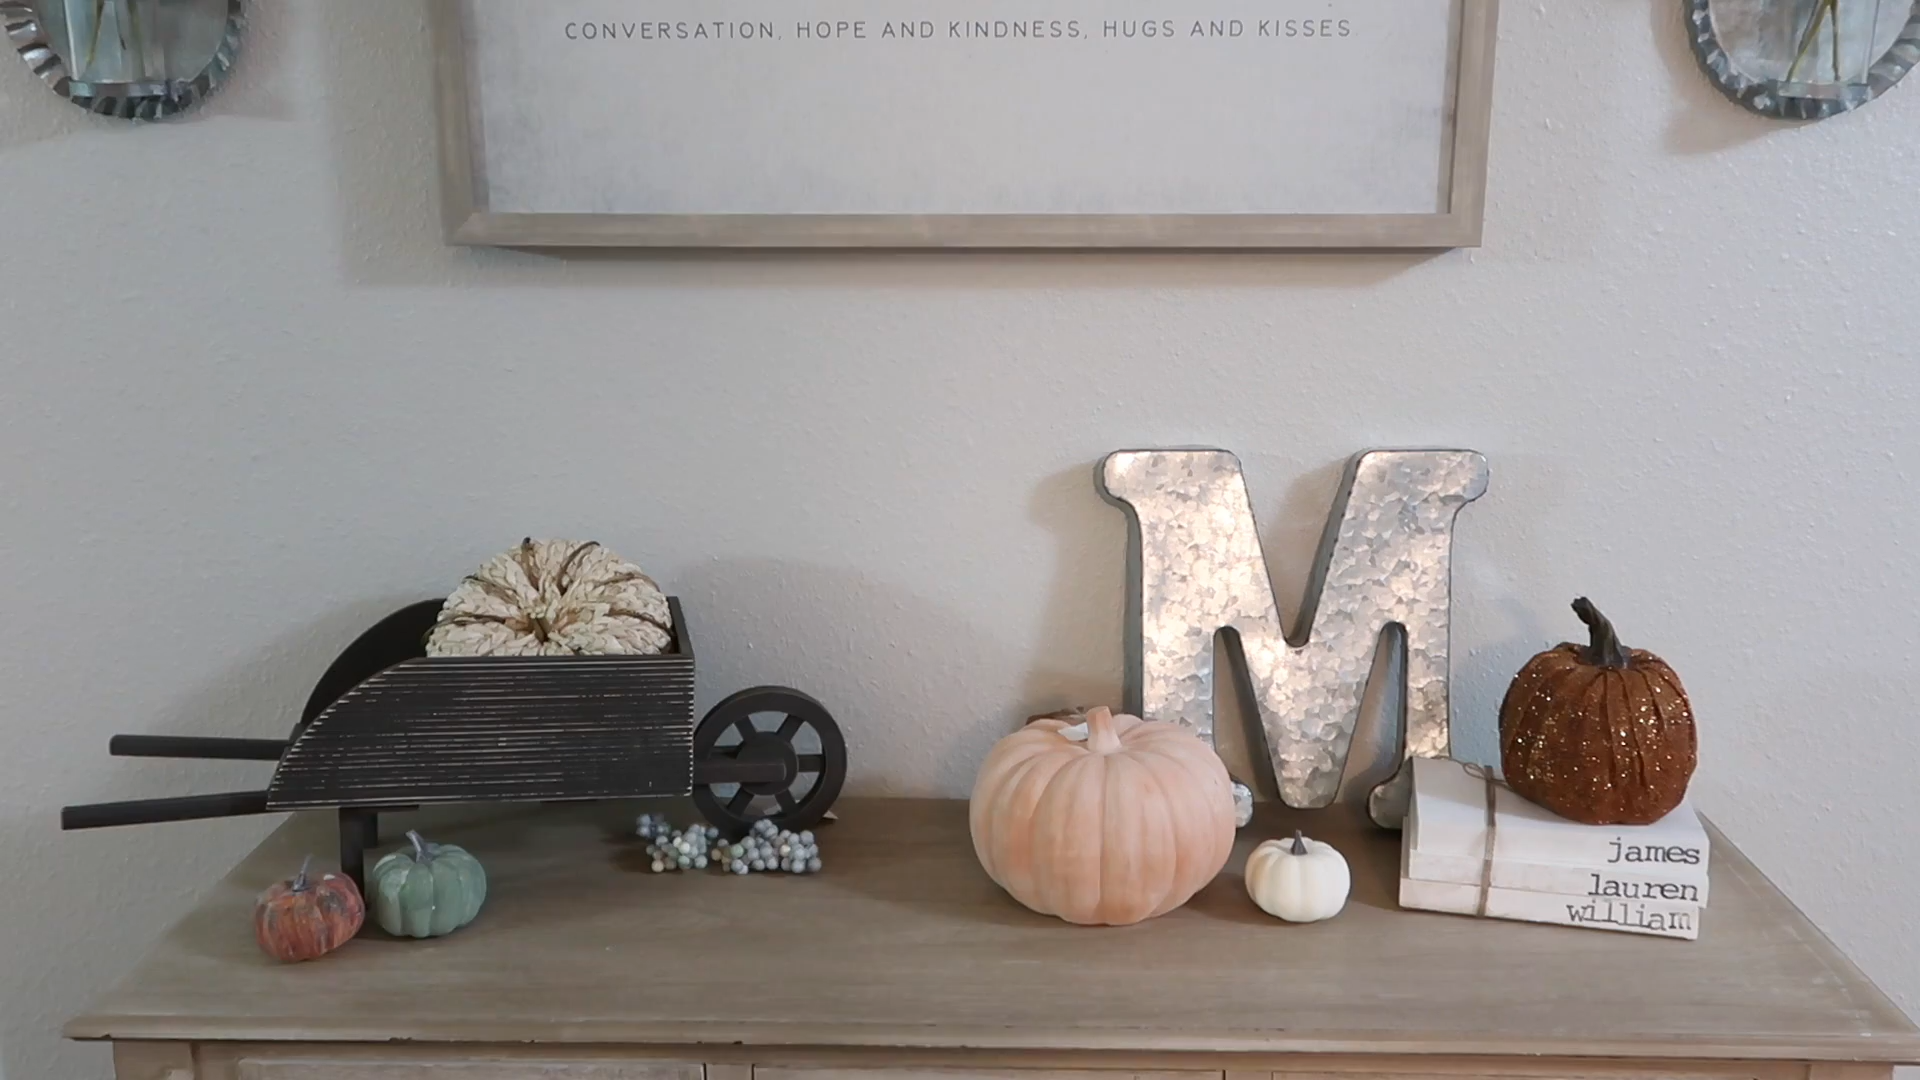 CONVERSATION, HOPE AND KINDNESS, HUGS AND KISSES
M
james
lauren
william